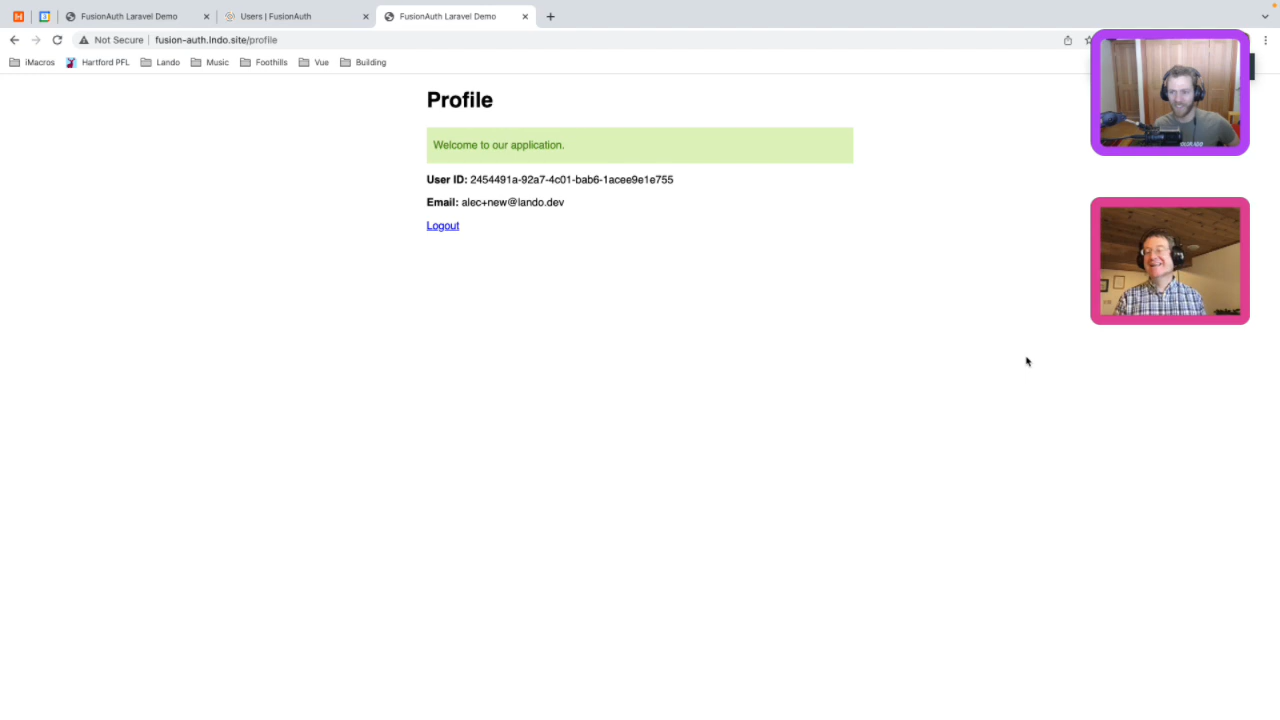 FusionAuth Laravel Demo
Users | FusionAuth
FusionAuth Laravel Demo
Not Secure
fusion-auth.lndo.site/profile
iMacros
Hartford PFL
Lando
Music
Foothills
Vue
Building
Profile
Welcome to our application.
User ID: 2454491a-92a7-4c01-bab6-1acee9e1e755
Email: alec+new@lando.dev
Logout